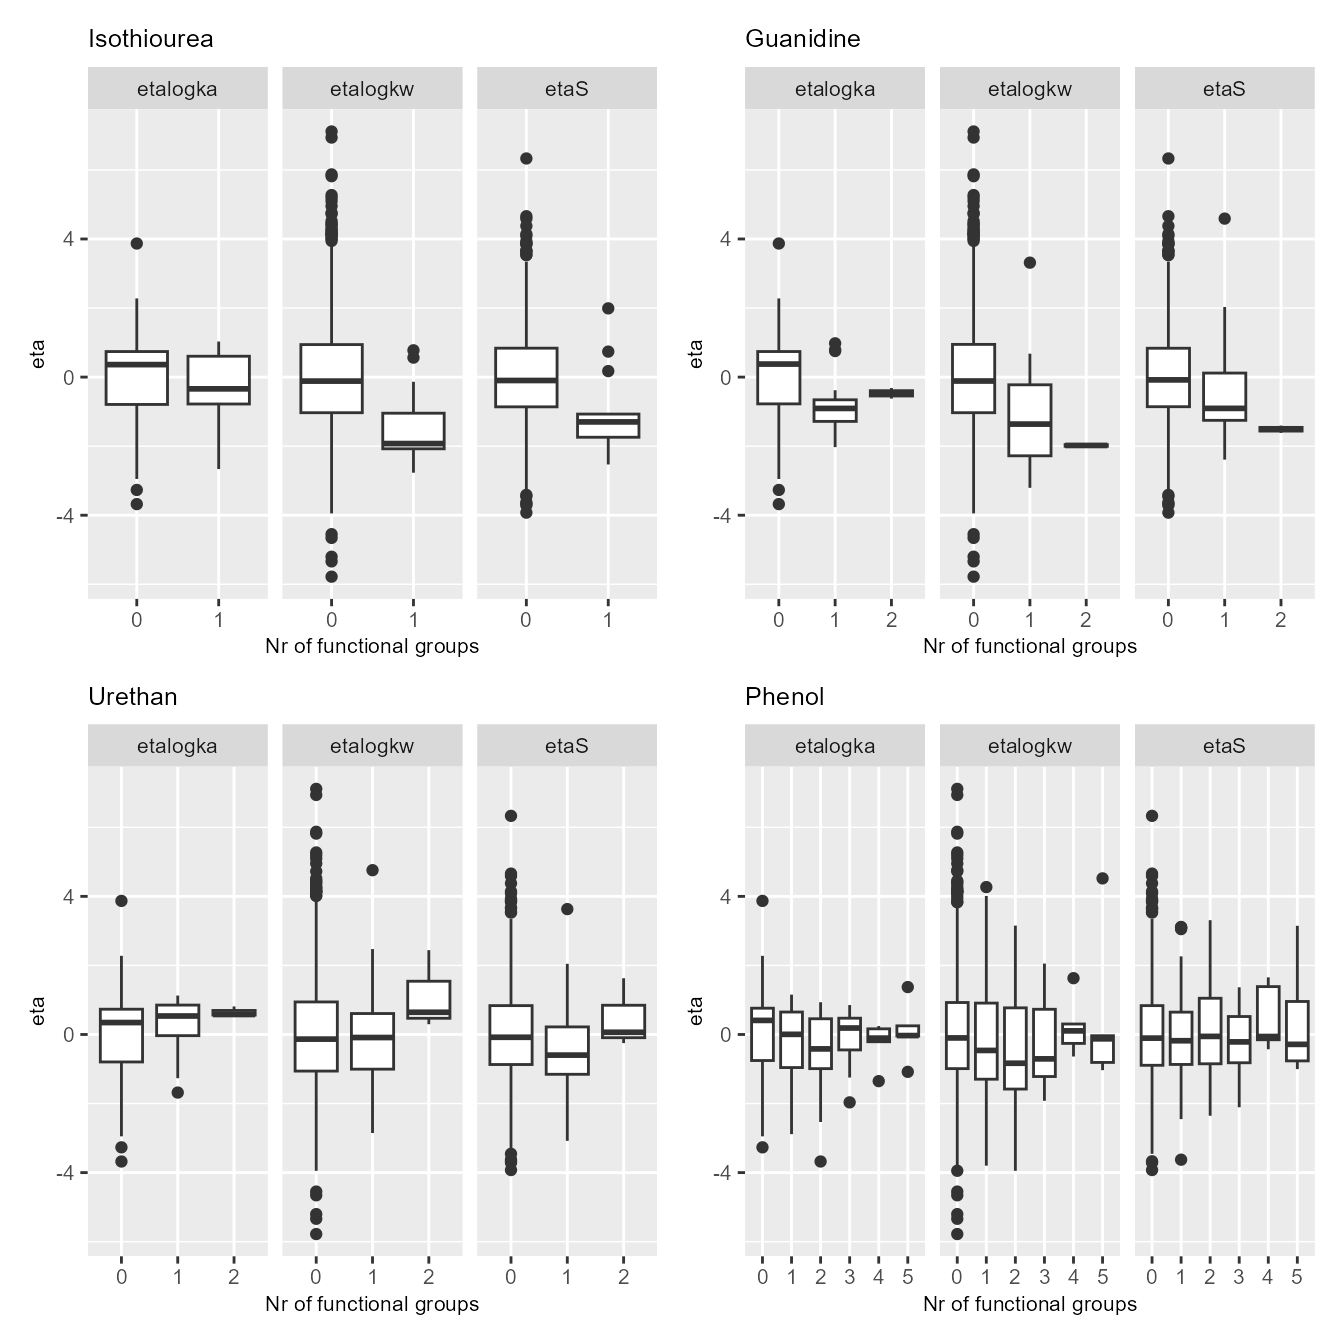 Isothiourea
etalogka etalogkw etaS
4
0
-4
eta
0 1 0 1 0 1
Nr of functional groups
Guanidine
etalogka etalogkw etaS
4
0
-4
eta
0 1 2 0 1 2 0 1 2
Nr of functional groups
Urethan
etalogka etalogkw etaS
4
0
-4
eta
0 1 2 0 1 2 0 1 2
Nr of functional groups
Phenol
etalogka etalogkw etaS
4
0
-4
eta
0 1 2 3 4 5 0 1 2 3 4 5 0 1 2 3 4 5
Nr of functional groups